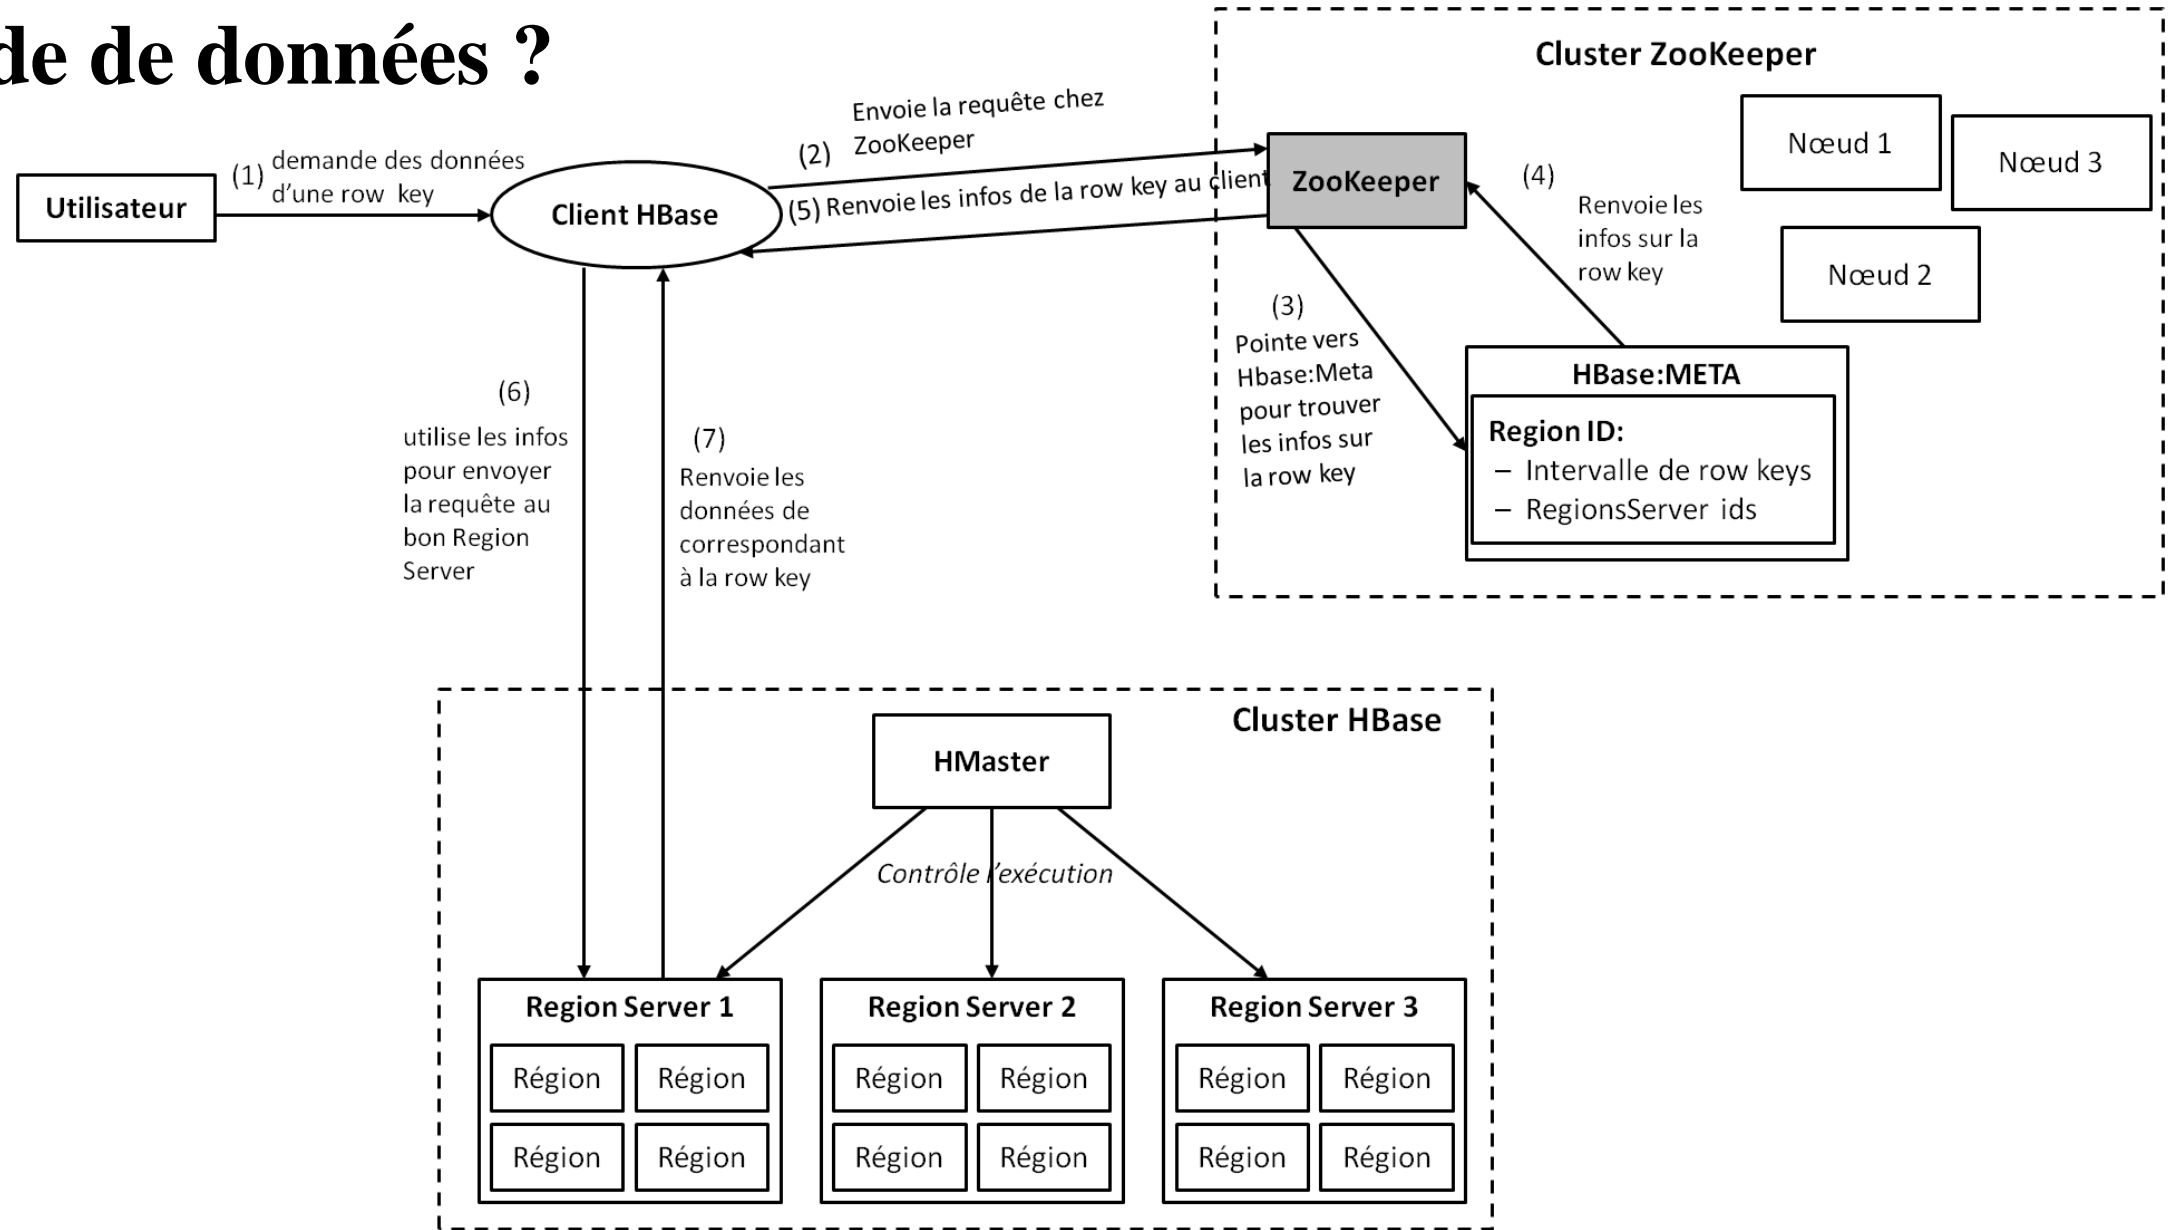 de de données ?
Cluster ZooKeeper
Utilisateur
(1)
demande des données
d'une row key
Client HBase
(2)
Envoie la requête chez
ZooKeeper
(5) Renvoie les infos de la row key au client
ZooKeeper
(4)
Renvoie les
infos sur la
row key
Nœud 1
Nœud 3
Nœud 2
(3)
Pointe vers
Hbase:Meta
pour trouver
les infos sur
la row key
HBase:META
Region ID:
– Intervalle de row keys
– RegionsServer ids
(6)
utilise les infos
pour envoyer
la requête au
bon Region
Server
(7)
Renvoie les
données de
correspondant
à la row key
Cluster HBase
HMaster
Contrôle l'exécution
Region Server 1
Région Région
Région Région
Region Server 2
Région Région
Région Région
Region Server 3
Région Région
Région Région